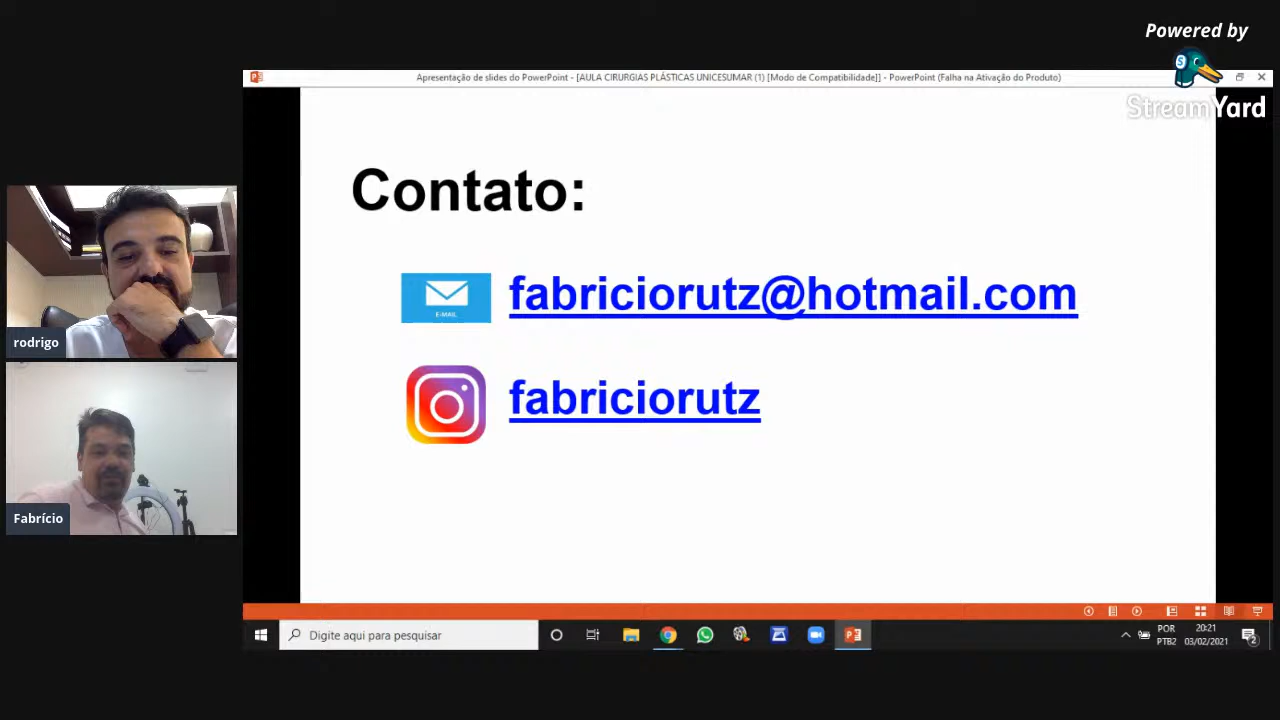 Powered by
StreamYard
Apresentação de slides do PowerPoint - [AULA CIRURGIAS PLÁSTICAS UNICESUMAR (1) [Modo de Compatibilidade]] - PowerPoint (Falha na Ativação do Produto)
Contato:
E-MAIL
fabriciorutz@hotmail.com
fabriciorutz
rodrigo
Fabrício
Digite aqui para pesquisar
POR
PTB2
20:21
03/02/2021
2